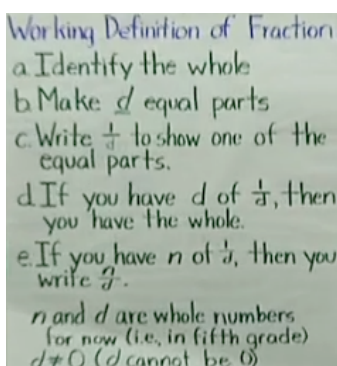 Working Definition of Fraction
a. Identify the whole
b. Make d equal parts
c. Write 1/d to show one of the
equal parts.
d. If you have d of 1/d, then
you have the whole.
e. If you have n of 1/d, then you
write n/d.
n and d are whole numbers
for now (i.e., in fifth grade)
d ≠ 0 (d cannot be 0)